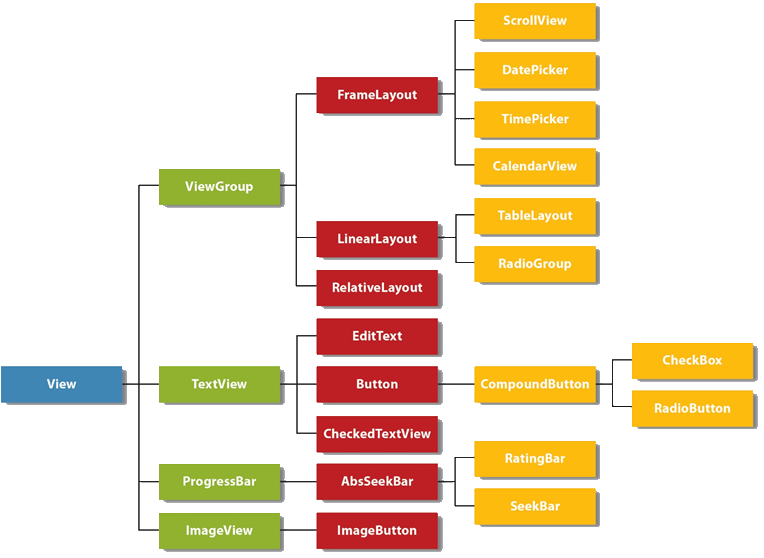 ScrollView
DatePicker
FrameLayout
TimePicker
CalendarView
ViewGroup
TableLayout
LinearLayout
RadioGroup
RelativeLayout
EditText
CheckBox
View
TextView
Button
CompoundButton
RadioButton
CheckedTextView
RatingBar
ProgressBar
AbsSeekBar
SeekBar
ImageView
ImageButton